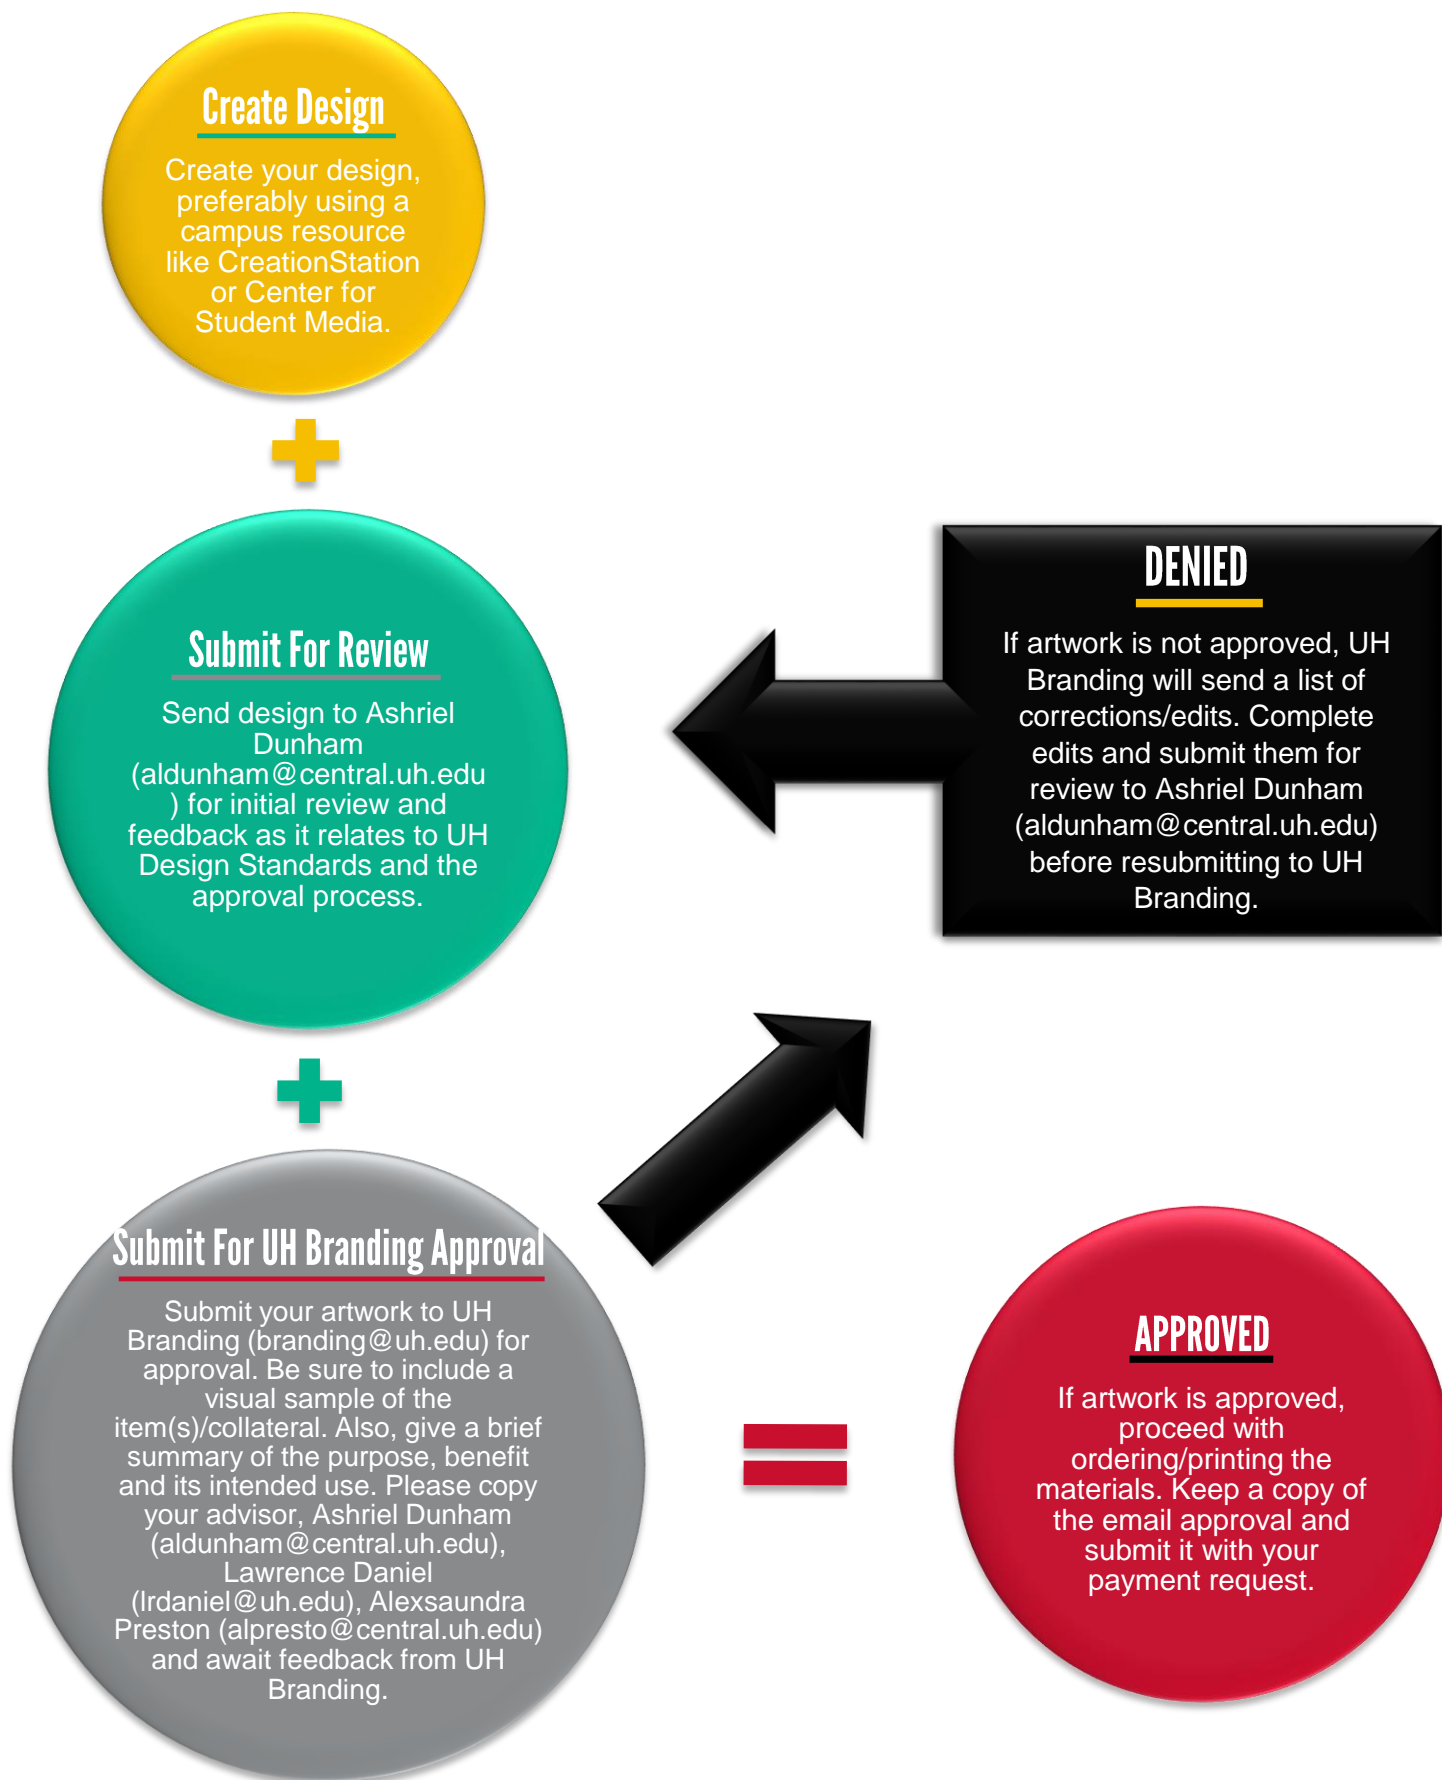 Create Design
Create your design,
preferably using a
campus resource
like CreationStation
or Center for
Student Media.
Submit For Review
Send design to Ashriel
Dunham
(aldunham@central.uh.edu
) for initial review and
feedback as it relates to UH
Design Standards and the
approval process.
DENIED
If artwork is not approved, UH
Branding will send a list of
corrections/edits. Complete
edits and submit them for
review to Ashriel Dunham
(aldunham@central.uh.edu)
before resubmitting to UH
Branding.
Submit For UH Branding Approval
Submit your artwork to UH
Branding (branding@uh.edu) for
approval. Be sure to include a
visual sample of the
item(s)/collateral. Also, give a brief
summary of the purpose, benefit
and its intended use. Please copy
your advisor, Ashriel Dunham
(aldunham@central.uh.edu),
Lawrence Daniel
(lrdaniel@uh.edu), Alexsaundra
Preston (alpresto@central.uh.edu)
and await feedback from UH
Branding.
APPROVED
If artwork is approved,
proceed with
ordering/printing the
materials. Keep a copy of
the email approval and
submit it with your
payment request.